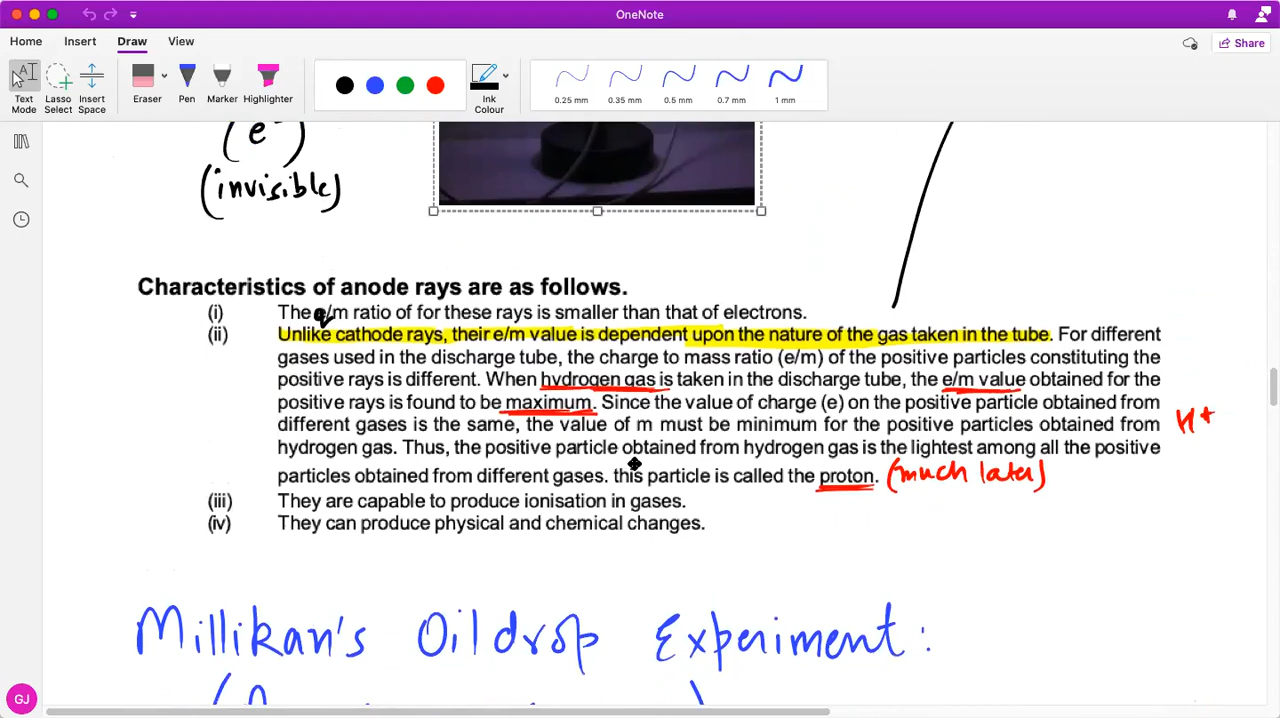 OneNote
Home Insert Draw View
Share
Text Mode
Lasso Select
Insert Space
Eraser
Pen
Marker
Highlighter
Ink Colour
0.25 mm
0.35 mm
0.5 mm
0.7 mm
1 mm
(e⁻)
(invisible)
Characteristics of anode rays are as follows.
(i) The q/m ratio of for these rays is smaller than that of electrons.
(ii) Unlike cathode rays, their e/m value is dependent upon the nature of the gas taken in the tube. For different
gases used in the discharge tube, the charge to mass ratio (e/m) of the positive particles constituting the
positive rays is different. When hydrogen gas is taken in the discharge tube, the e/m value obtained for the
positive rays is found to be maximum. Since the value of charge (e) on the positive particle obtained from
different gases is the same, the value of m must be minimum for the positive particles obtained from
H+
hydrogen gas. Thus, the positive particle obtained from hydrogen gas is the lightest among all the positive
particles obtained from different gases. this particle is called the proton. (much later)
(iii) They are capable to produce ionisation in gases.
(iv) They can produce physical and chemical changes.
Millikan's Oil drop Experiment:
GJ